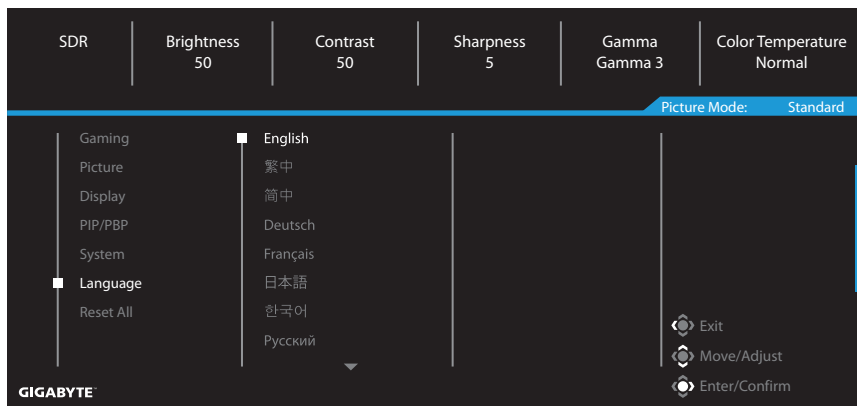 SDR
Brightness
50
Contrast
50
Sharpness
5
Gamma
Gamma 3
Color Temperature
Normal
Picture Mode: Standard
Gaming
Picture
Display
PIP/PBP
System
Language
Reset All
English
繁中
简中
Deutsch
Français
日本語
한국어
Русский
Exit
Move/Adjust
Enter/Confirm
GIGABYTE™